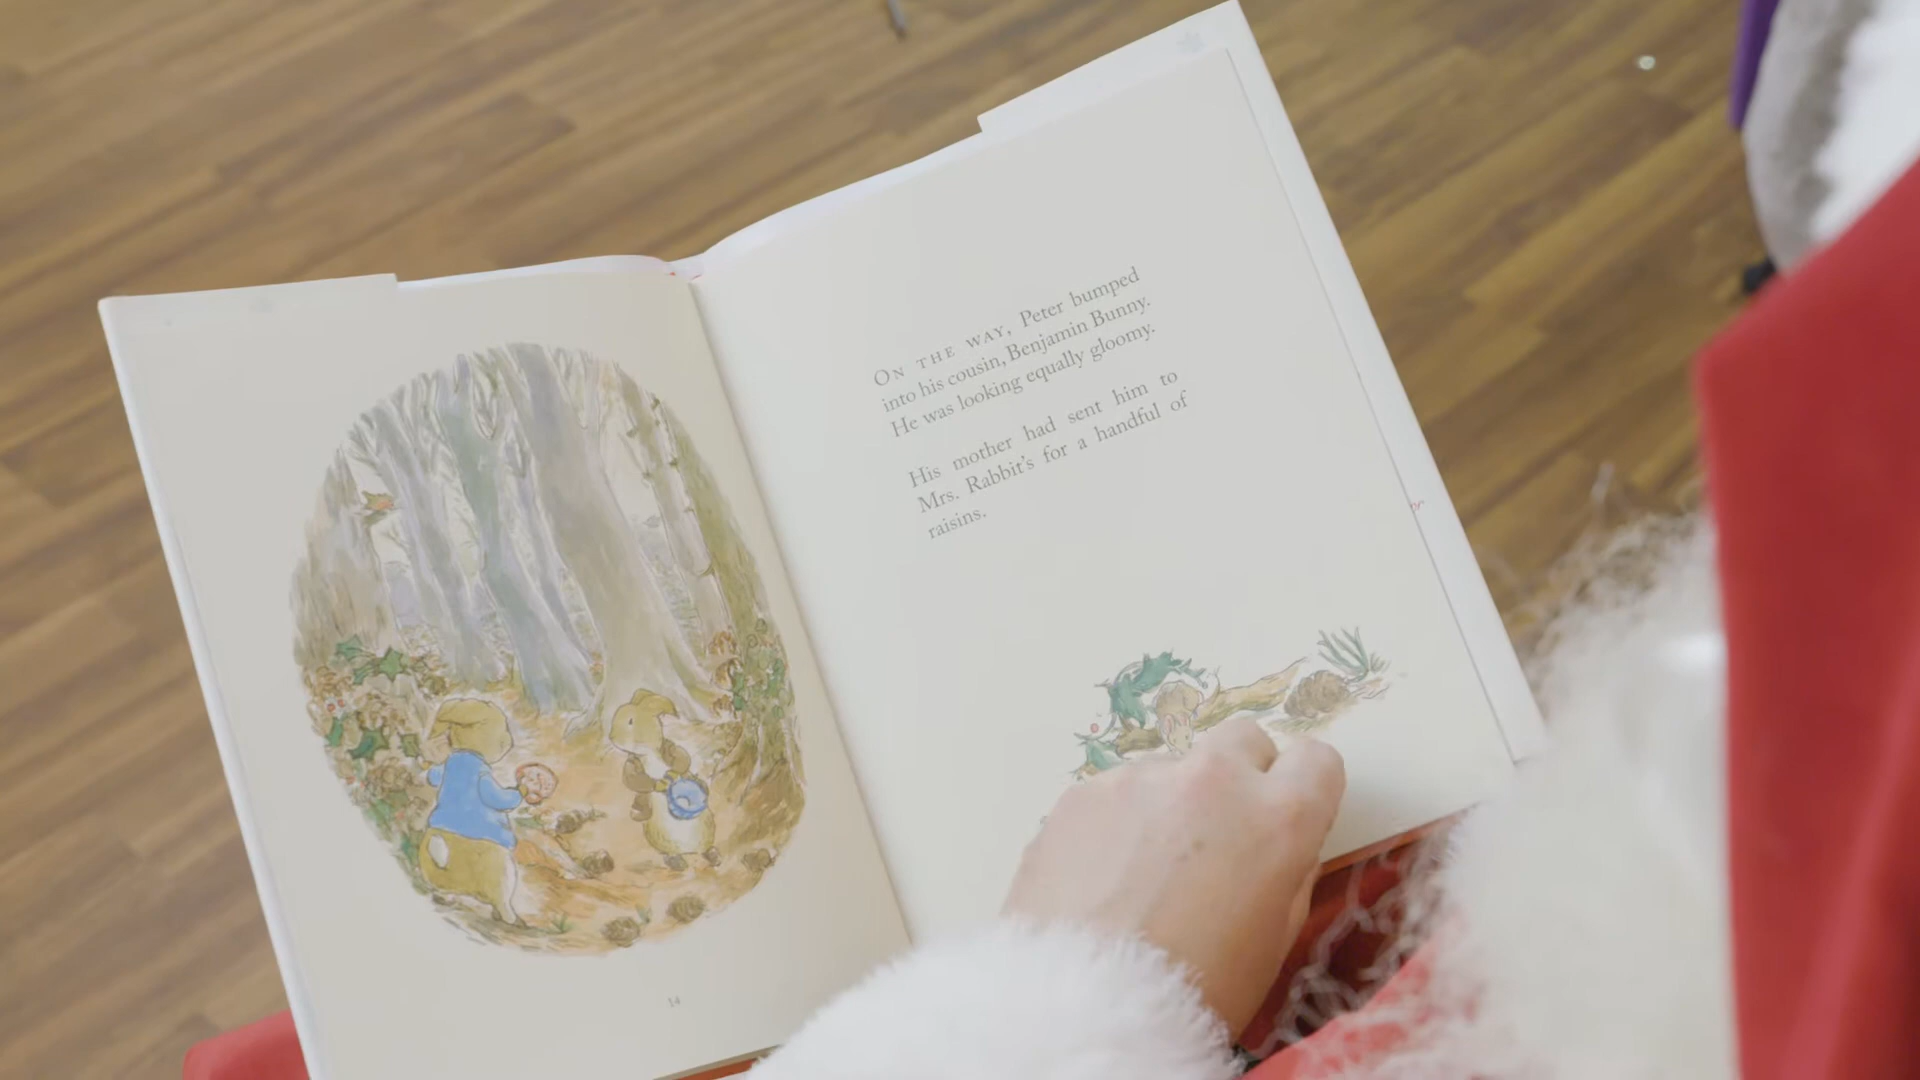 ON THE WAY, Peter bumped
into his cousin, Benjamin Bunny.
He was looking equally gloomy.
His mother had sent him to
Mrs. Rabbit's for a handful of
raisins.
14
or